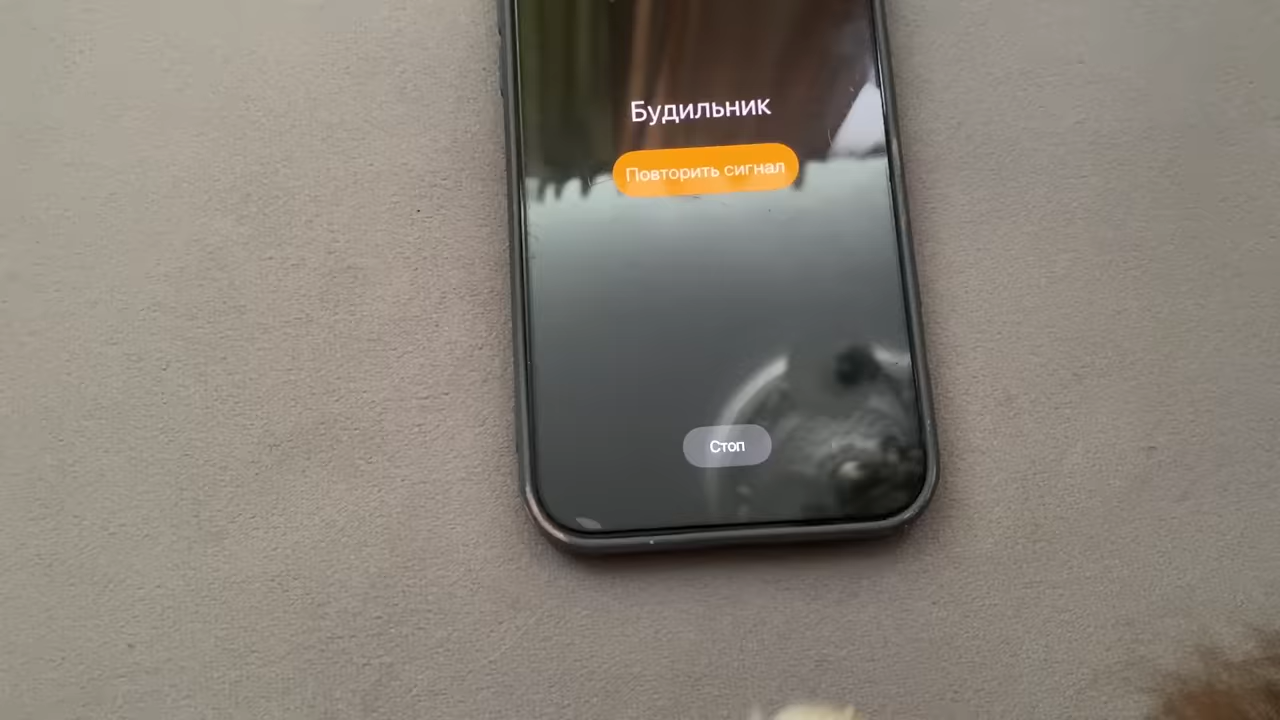 Будильник
Повторить сигнал
Стоп